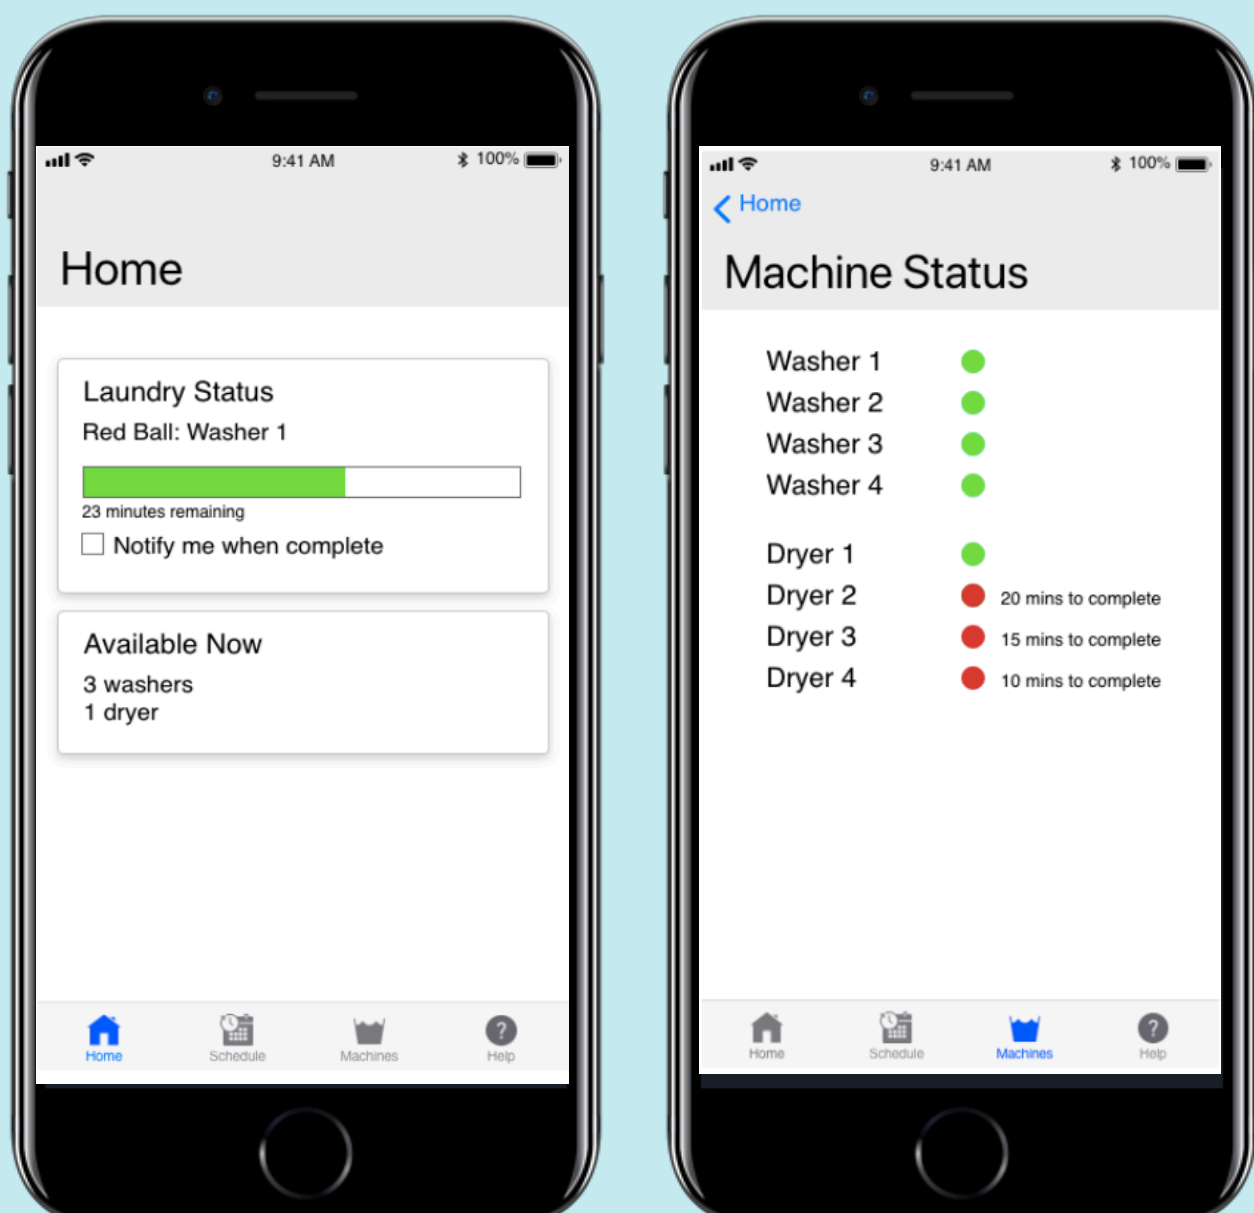 9:41 AM
100%
Home
Laundry Status
Red Ball: Washer 1
23 minutes remaining
Notify me when complete
Available Now
3 washers
1 dryer
Home
Schedule
Machines
? Help
9:41 AM
100%
Home
Machine Status
Washer 1
Washer 2
Washer 3
Washer 4
Dryer 1
Dryer 2 20 mins to complete
Dryer 3 15 mins to complete
Dryer 4 10 mins to complete
Home
Schedule
Machines
? Help